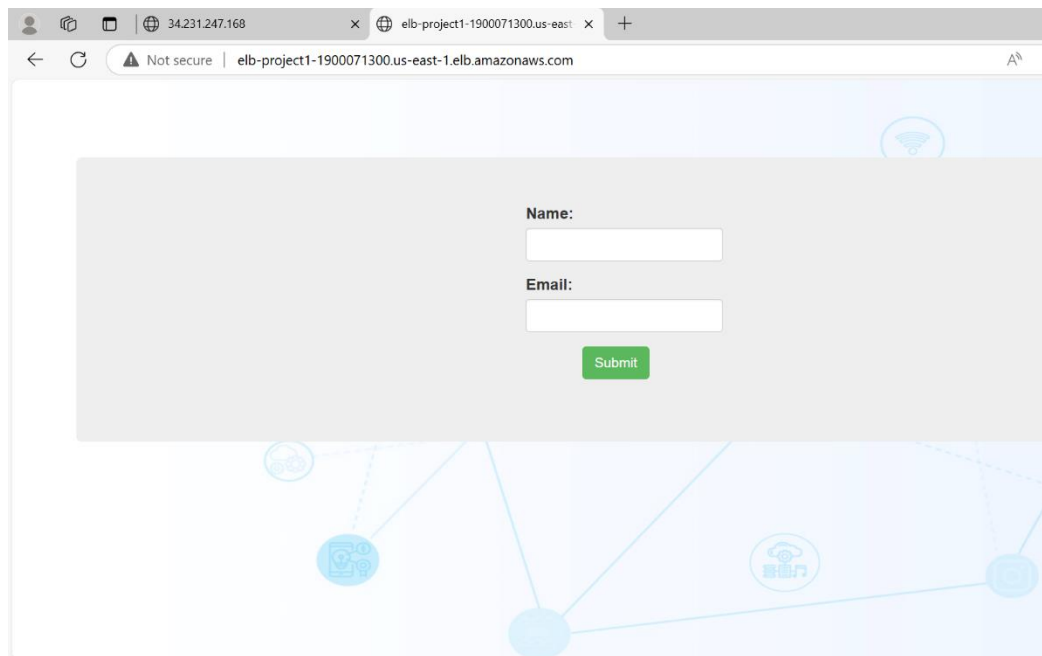 34.231.247.168
elb-project1-1900071300.us-east
Not secure
elb-project1-1900071300.us-east-1.elb.amazonaws.com
Name:
Email:
Submit